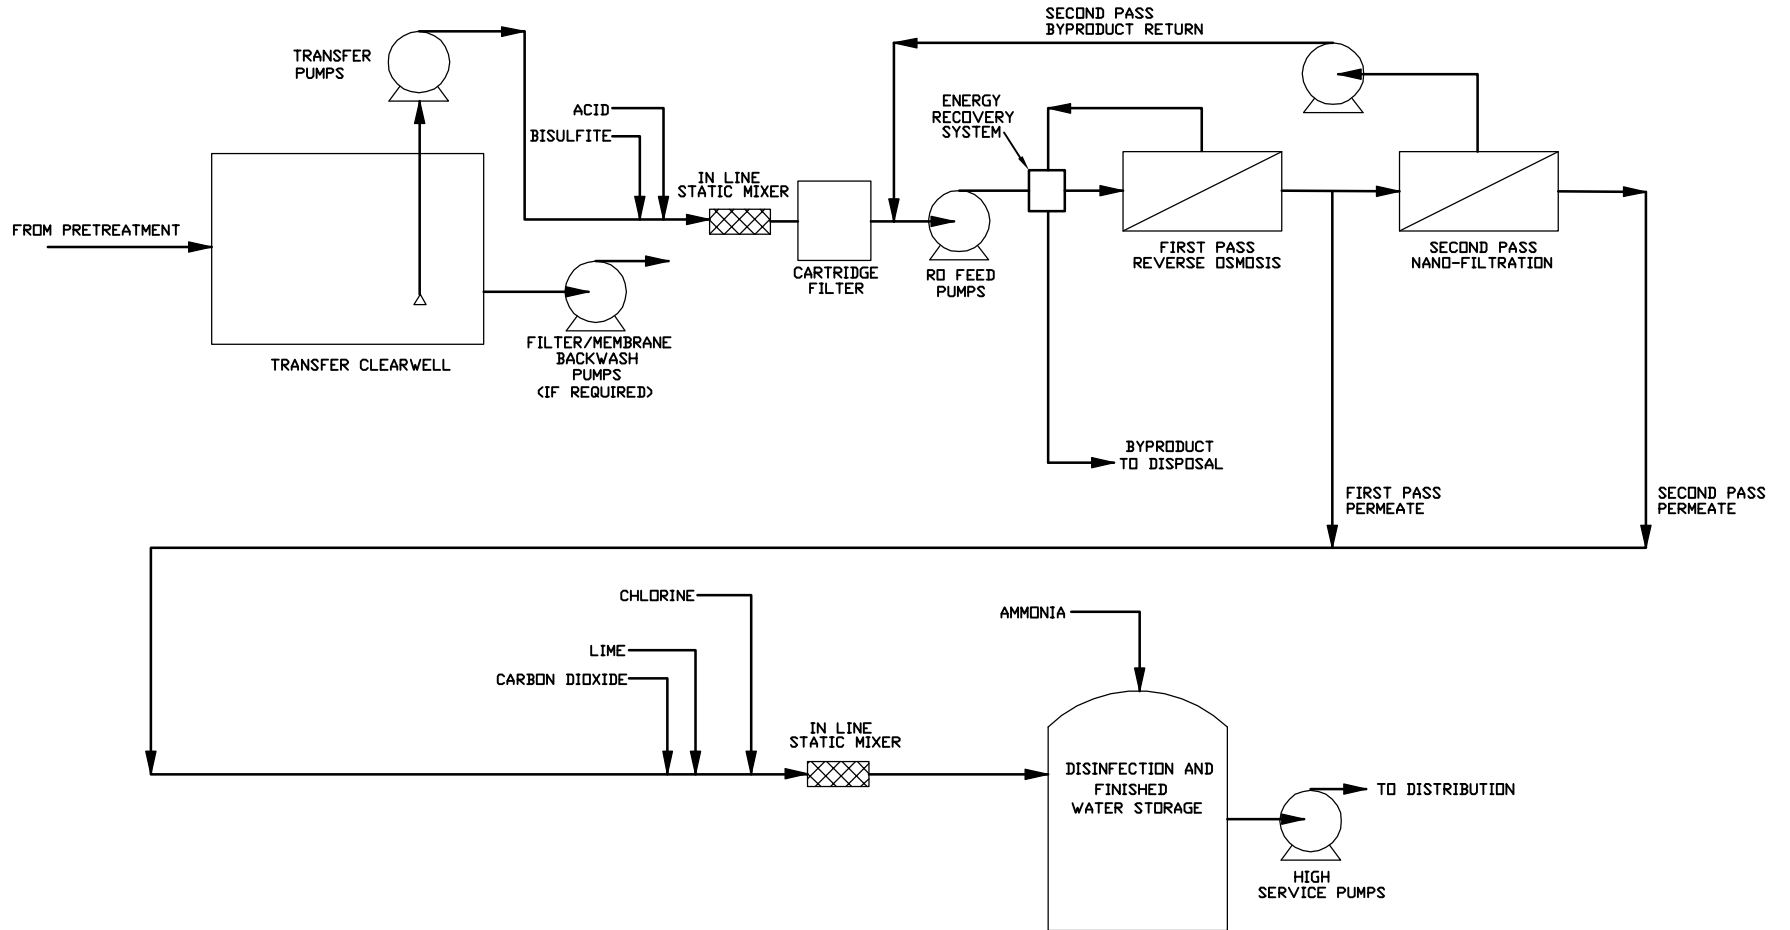 SECOND PASS
BYPRODUCT RETURN
TRANSFER
PUMPS
ACID
BISULFITE
ENERGY
RECOVERY
SYSTEM
IN LINE
STATIC MIXER
FROM PRETREATMENT
CARTRIDGE
FILTER
RO FEED
PUMPS
FIRST PASS
REVERSE OSMOSIS
SECOND PASS
NANO-FILTRATION
TRANSFER CLEARWELL
FILTER/MEMBRANE
BACKWASH
PUMPS
(IF REQUIRED)
BYPRODUCT
TO DISPOSAL
FIRST PASS
PERMEATE
SECOND PASS
PERMEATE
CHLORINE
AMMONIA
LIME
CARBON DIOXIDE
IN LINE
STATIC MIXER
DISINFECTION AND
FINISHED
WATER STORAGE
TO DISTRIBUTION
HIGH
SERVICE PUMPS